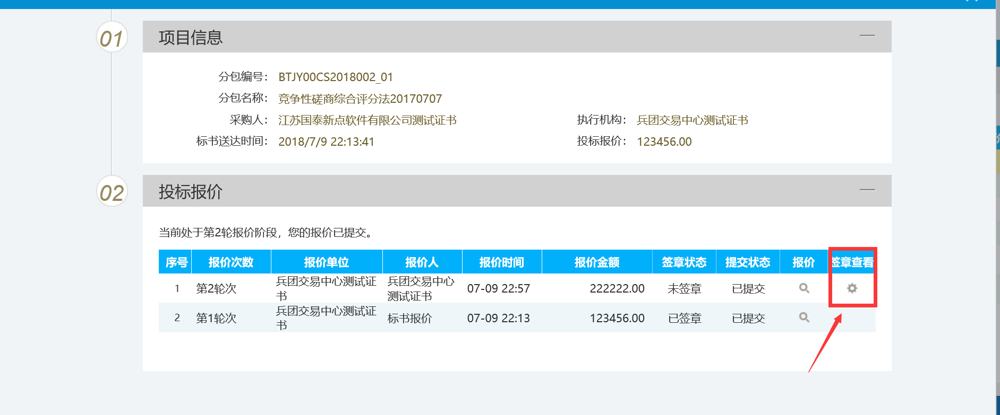 01
项目信息
分包编号： BTJY00CS2018002_01
分包名称： 竞争性磋商综合评分法20170707
采购人： 江苏国泰新点软件有限公司测试证书 执行机构： 兵团交易中心测试证书
标书送达时间： 2018/7/9 22:13:41 投标报价： 123456.00
02
投标报价
当前处于第2轮报价阶段，您的报价已提交。
序号 报价次数 报价单位 报价人 报价时间 报价金额 签章状态 提交状态 报价 签章查看
1 第2轮次 兵团交易中心测试证书 兵团交易中心测试证书 07-09 22:57 222222.00 未签章 已提交
2 第1轮次 兵团交易中心测试证书 标书报价 07-09 22:13 123456.00 已签章 已提交